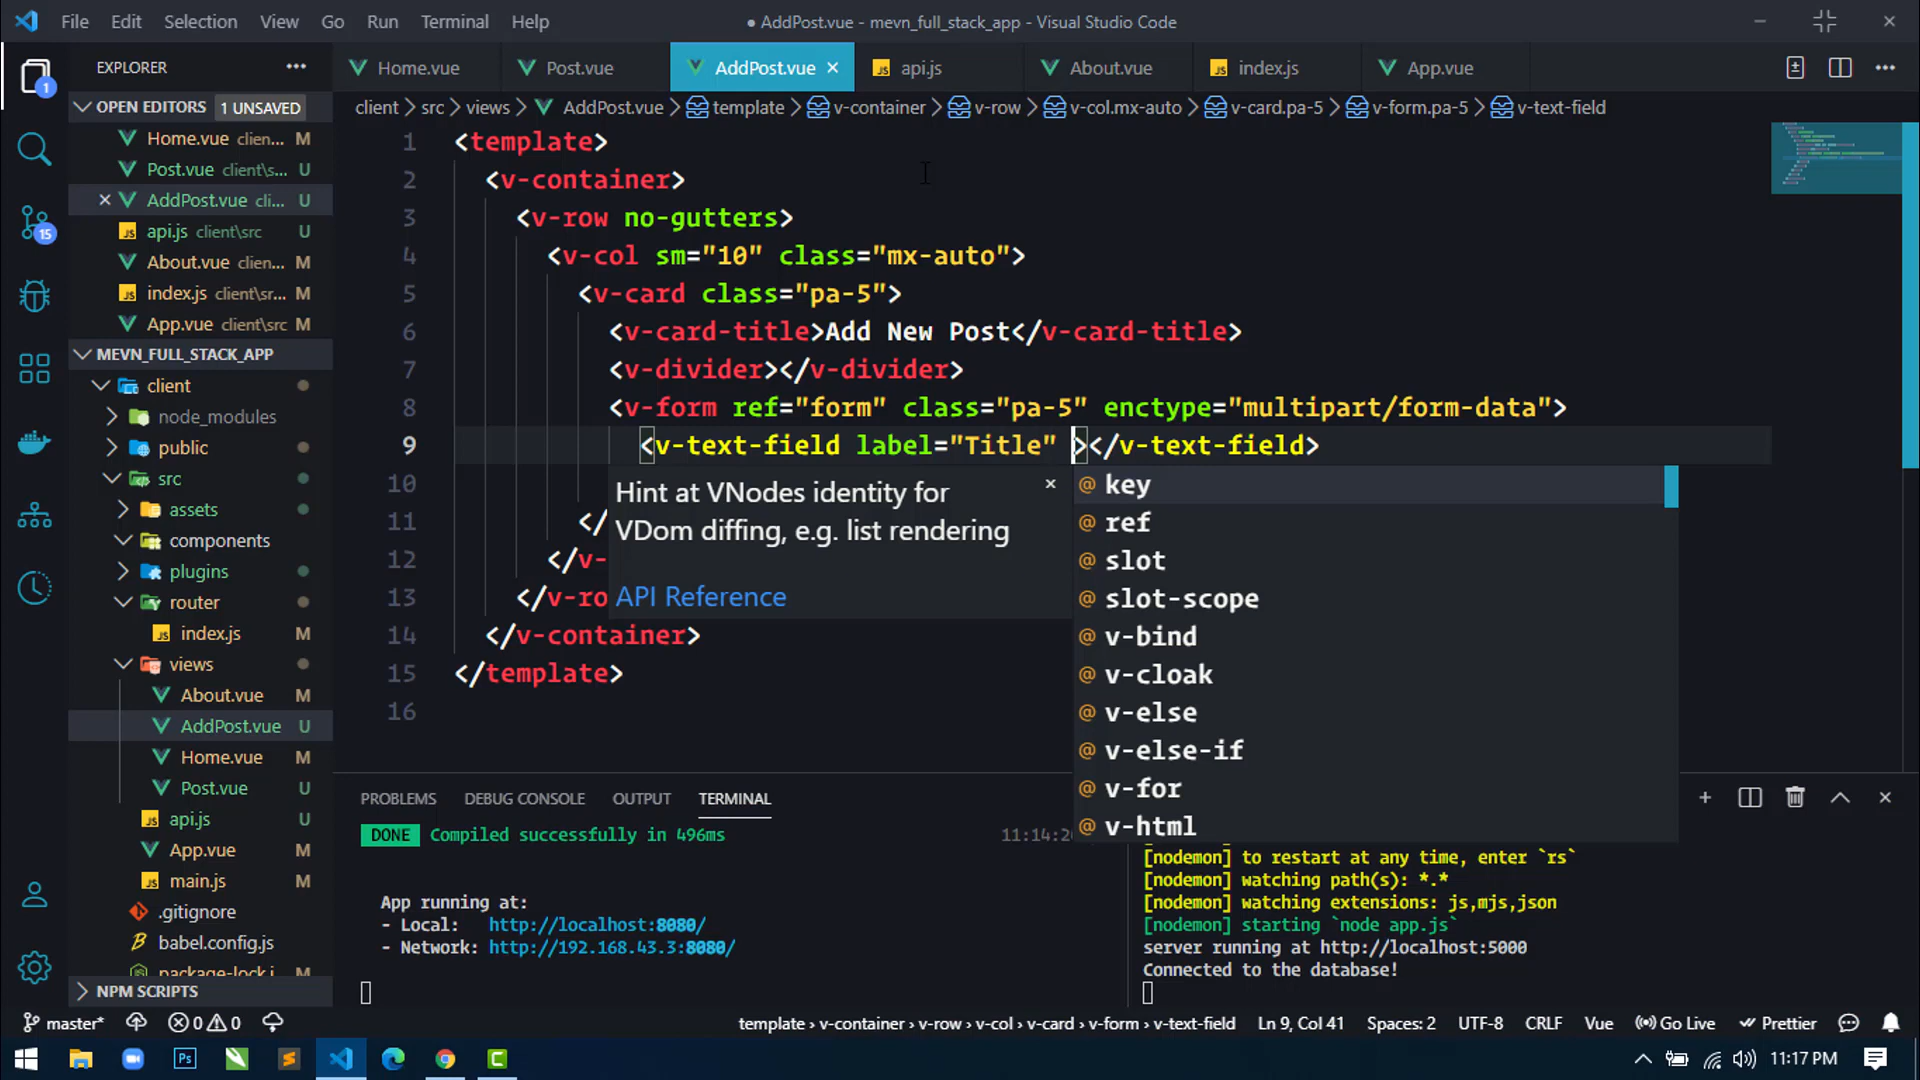 File Edit Selection View Go Run Terminal Help
● AddPost.vue - mevn_full_stack_app - Visual Studio Code
EXPLORER
Home.vue
Post.vue
AddPost.vue
api.js
About.vue
index.js
App.vue
OPEN EDITORS 1 UNSAVED
client > src > views > AddPost.vue > template > v-container > v-row > v-col.mx-auto > v-card.pa-5 > v-form.pa-5 > v-text-field
Home.vue clien... M
Post.vue client\s... U
AddPost.vue cli... U
api.js client\src U
About.vue clien... M
index.js client\sr... M
App.vue client\src M
MEVN_FULL_STACK_APP
client
node_modules
public
src
assets
components
plugins
router
index.js M
views
About.vue M
AddPost.vue U
Home.vue M
Post.vue U
api.js U
App.vue M
main.js M
.gitignore
babel.config.js
package-lock.j
NPM SCRIPTS
1
15
1 <template>
2 <v-container>
3 <v-row no-gutters>
4 <v-col sm="10" class="mx-auto">
5 <v-card class="pa-5">
6 <v-card-title>Add New Post</v-card-title>
7 <v-divider></v-divider>
8 <v-form ref="form" class="pa-5" enctype="multipart/form-data">
9 <v-text-field label="Title" ></v-text-field>
10
11 </
12 </v-
13 </v-ro
14 </v-container>
15 </template>
16
Hint at VNodes identity for
VDom diffing, e.g. list rendering
API Reference
key
ref
slot
slot-scope
v-bind
v-cloak
v-else
v-else-if
v-for
v-html
PROBLEMS DEBUG CONSOLE OUTPUT TERMINAL
DONE Compiled successfully in 496ms 11:14:2
App running at:
- Local: http://localhost:8080/
- Network: http://192.168.43.3:8080/
[nodemon] to restart at any time, enter `rs`
[nodemon] watching path(s): *.*
[nodemon] watching extensions: js,mjs,json
[nodemon] starting `node app.js`
server running at http://localhost:5000
Connected to the database!
master* 0 0 template > v-container > v-row > v-col > v-card > v-form > v-text-field Ln 9, Col 41 Spaces: 2 UTF-8 CRLF Vue Go Live Prettier
Ps
11:17 PM